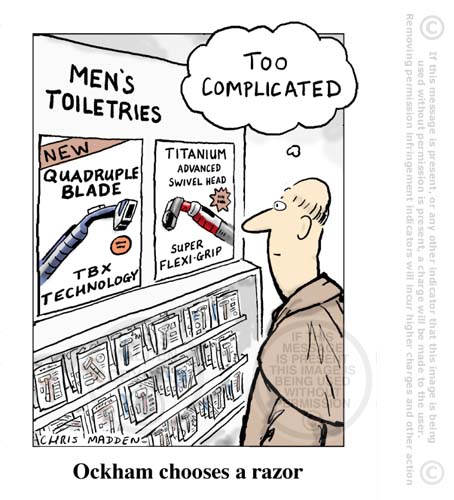 MEN'S
TOILETRIES
TOO
COMPLICATED
NEW
QUADRUPLE
BLADE
TBX
TECHNOLOGY
TITANIUM
ADVANCED
SWIVEL HEAD
SUPER
FLEXI-GRIP
CHRIS MADDEN
IF THIS
MESSAGE
IS PRESENT
THIS IMAGE IS
BEING USED
WITHOUT
PERMISSION
Ockham chooses a razor
© If this message is present, or any other indicator that this image is being
used without permission is present, a charge will be made to the user.
Removing permission infringement indicators will incur higher charges and other action ©